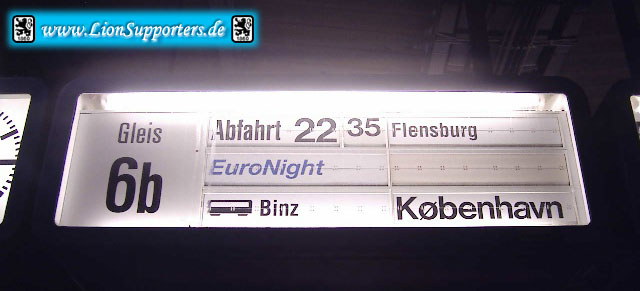 www.LionSupporters.de
Gleis
6b
Abfahrt 22 35 Flensburg
EuroNight
Binz København